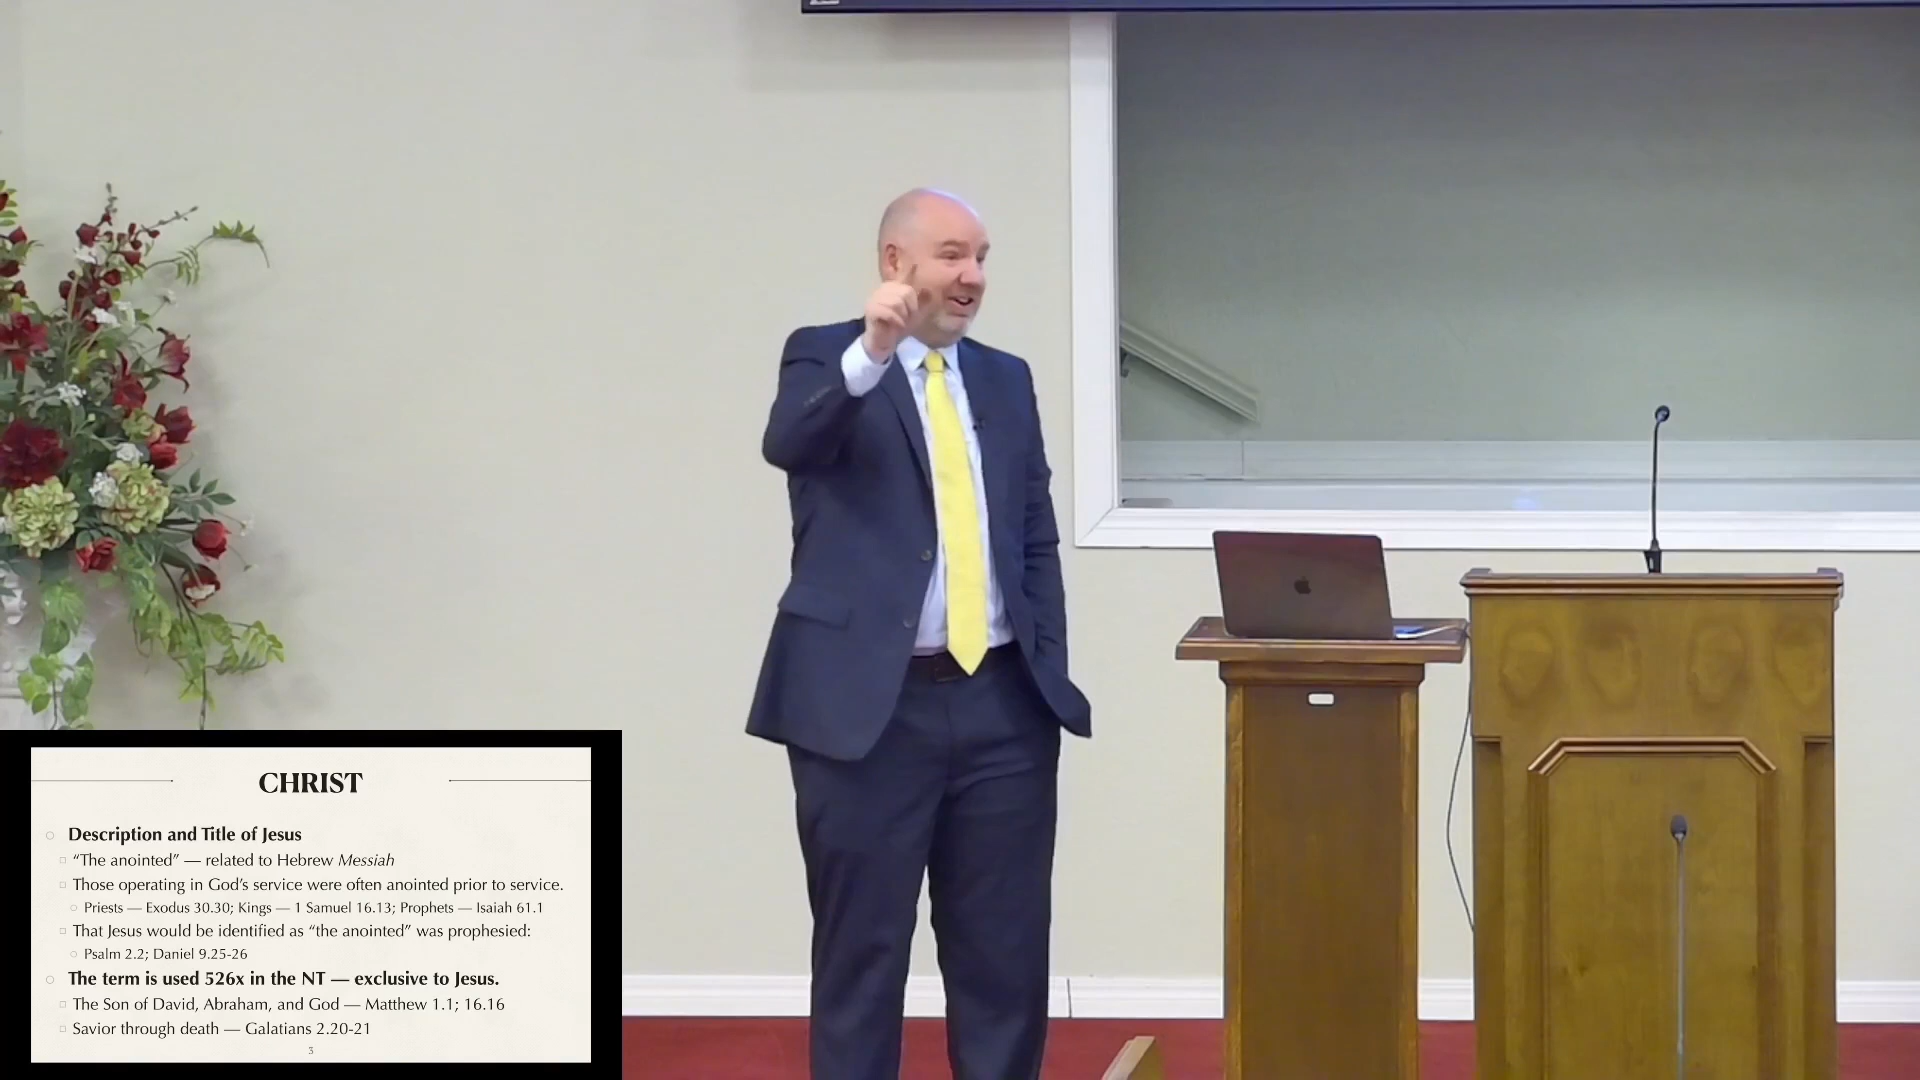 CHRIST
Description and Title of Jesus
“The anointed” — related to Hebrew Messiah
Those operating in God’s service were often anointed prior to service.
Priests — Exodus 30.30; Kings — 1 Samuel 16.13; Prophets — Isaiah 61.1
That Jesus would be identified as “the anointed” was prophesied:
Psalm 2.2; Daniel 9.25-26
The term is used 526x in the NT — exclusive to Jesus.
The Son of David, Abraham, and God — Matthew 1.1; 16.16
Savior through death — Galatians 2.20-21
3